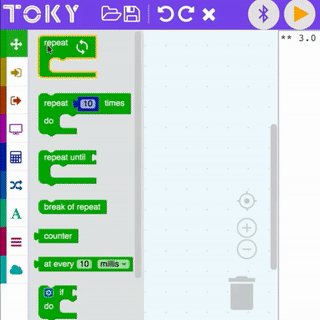 TOKY
** 3.0
repeat
repeat 10 times
do
repeat until
break of repeat
counter
at every 10 millis
if
do
A